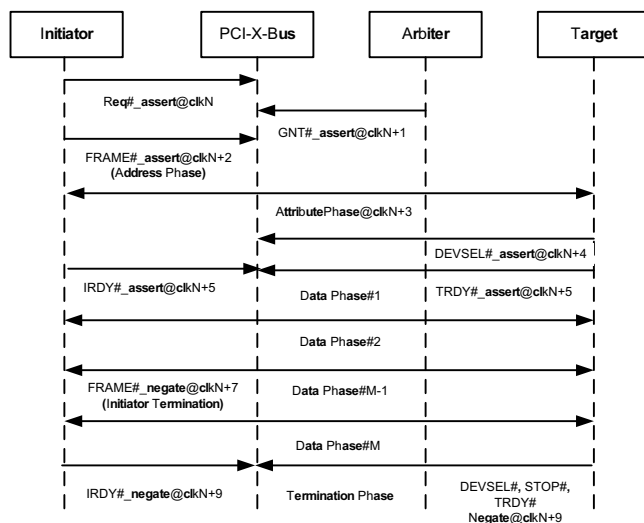 Initiator
PCI-X-Bus
Arbiter
Target
Req#_assert@clkN
GNT#_assert@clkN+1
FRAME#_assert@clkN+2
(Address Phase)
AttributePhase@clkN+3
DEVSEL#_assert@clkN+4
IRDY#_assert@clkN+5
Data Phase#1
TRDY#_assert@clkN+5
Data Phase#2
FRAME#_negate@clkN+7
(Initiator Termination)
Data Phase#M-1
Data Phase#M
IRDY#_negate@clkN+9
Termination Phase
DEVSEL#, STOP#,
TRDY#
Negate@clkN+9